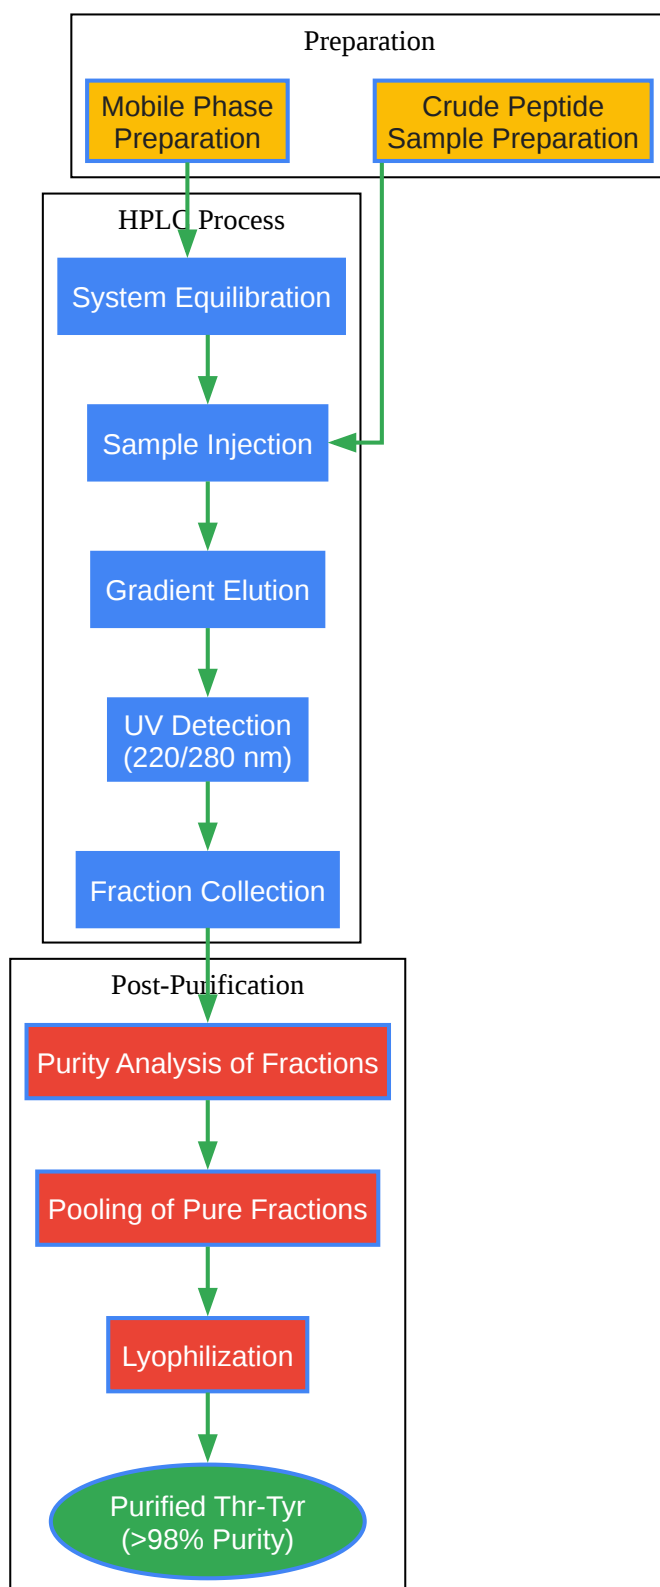 Preparation
Mobile Phase
Preparation
Crude Peptide
Sample Preparation
HPLC Process
System Equilibration
Sample Injection
Gradient Elution
UV Detection
(220/280 nm)
Fraction Collection
Post-Purification
Purity Analysis of Fractions
Pooling of Pure Fractions
Lyophilization
Purified Thr-Tyr
(>98% Purity)